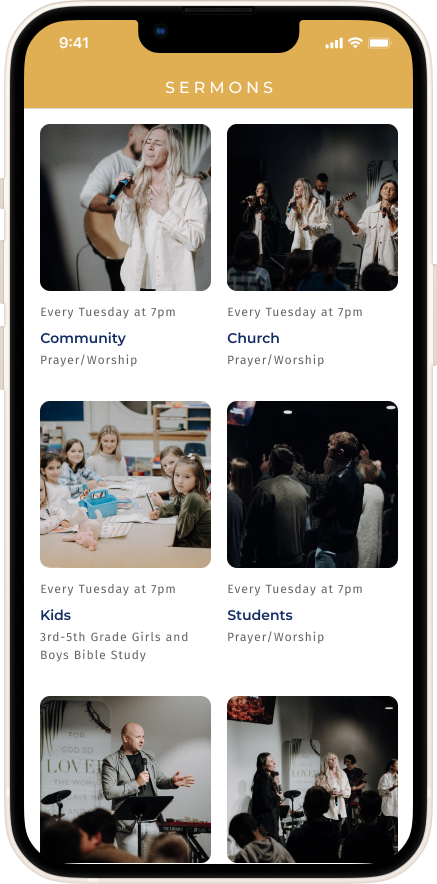 9:41
SERMONS
Every Tuesday at 7pm
Community
Prayer/Worship
Every Tuesday at 7pm
Church
Prayer/Worship
Every Tuesday at 7pm
Kids
3rd-5th Grade Girls and
Boys Bible Study
Every Tuesday at 7pm
Students
Prayer/Worship
FOR
GOD SO
LOVED
THE WORLD